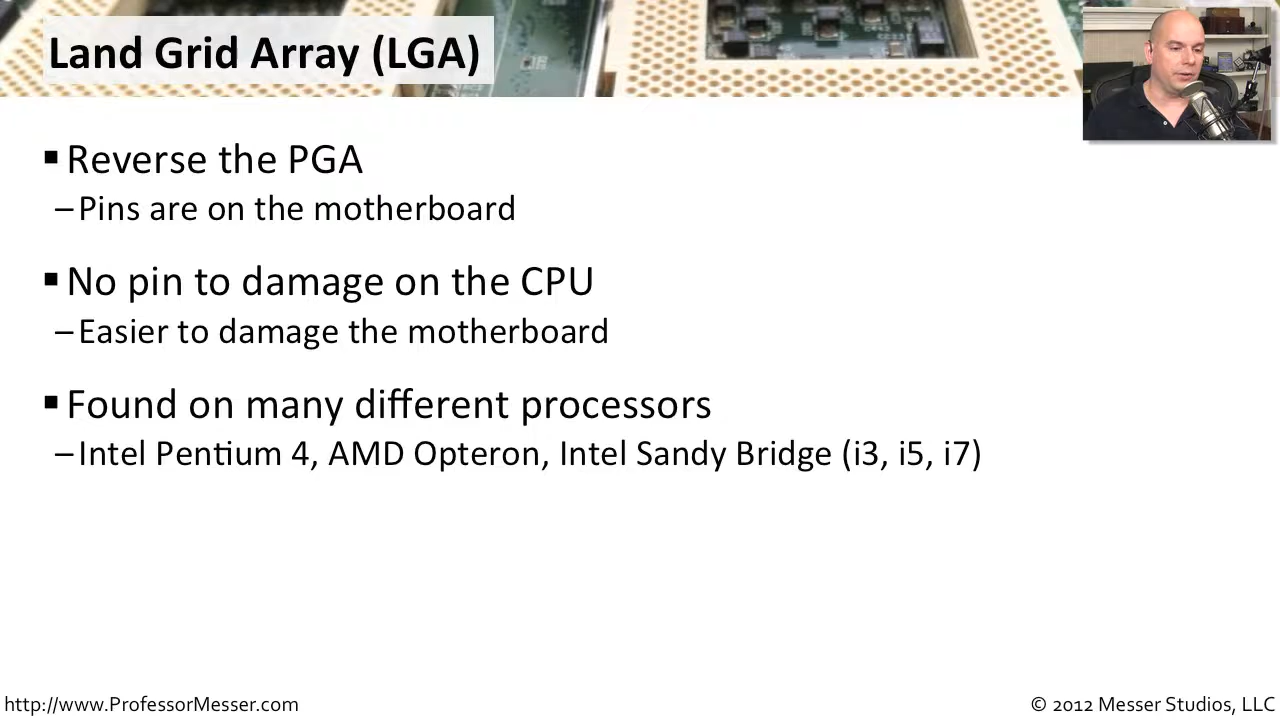 Land Grid Array (LGA)
▪ Reverse the PGA
– Pins are on the motherboard
▪ No pin to damage on the CPU
– Easier to damage the motherboard
▪ Found on many different processors
– Intel Pentium 4, AMD Opteron, Intel Sandy Bridge (i3, i5, i7)
http://www.ProfessorMesser.com
© 2012 Messer Studios, LLC